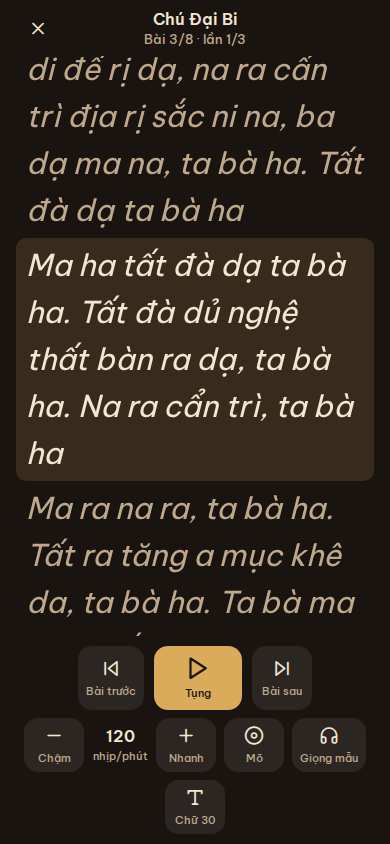 Chú Đại Bi
Bài 3/8 · lần 1/3
di đế rị dạ, na ra cấn
trì địa rị sắc ni na, ba
dạ ma na, ta bà ha. Tất
đà dạ ta bà ha
Ma ha tất đà dạ ta bà
ha. Tất đà dủ nghệ
thất bàn ra dạ, ta bà
ha. Na ra cẩn trì, ta bà
ha
Ma ra na ra, ta bà ha.
Tất ra tăng a mục khê
da, ta bà ha. Ta bà ma
Bài trước
Tụng
Bài sau
Chậm
120
nhịp/phút
Nhanh
Mõ
Giọng mẫu
Chữ 30